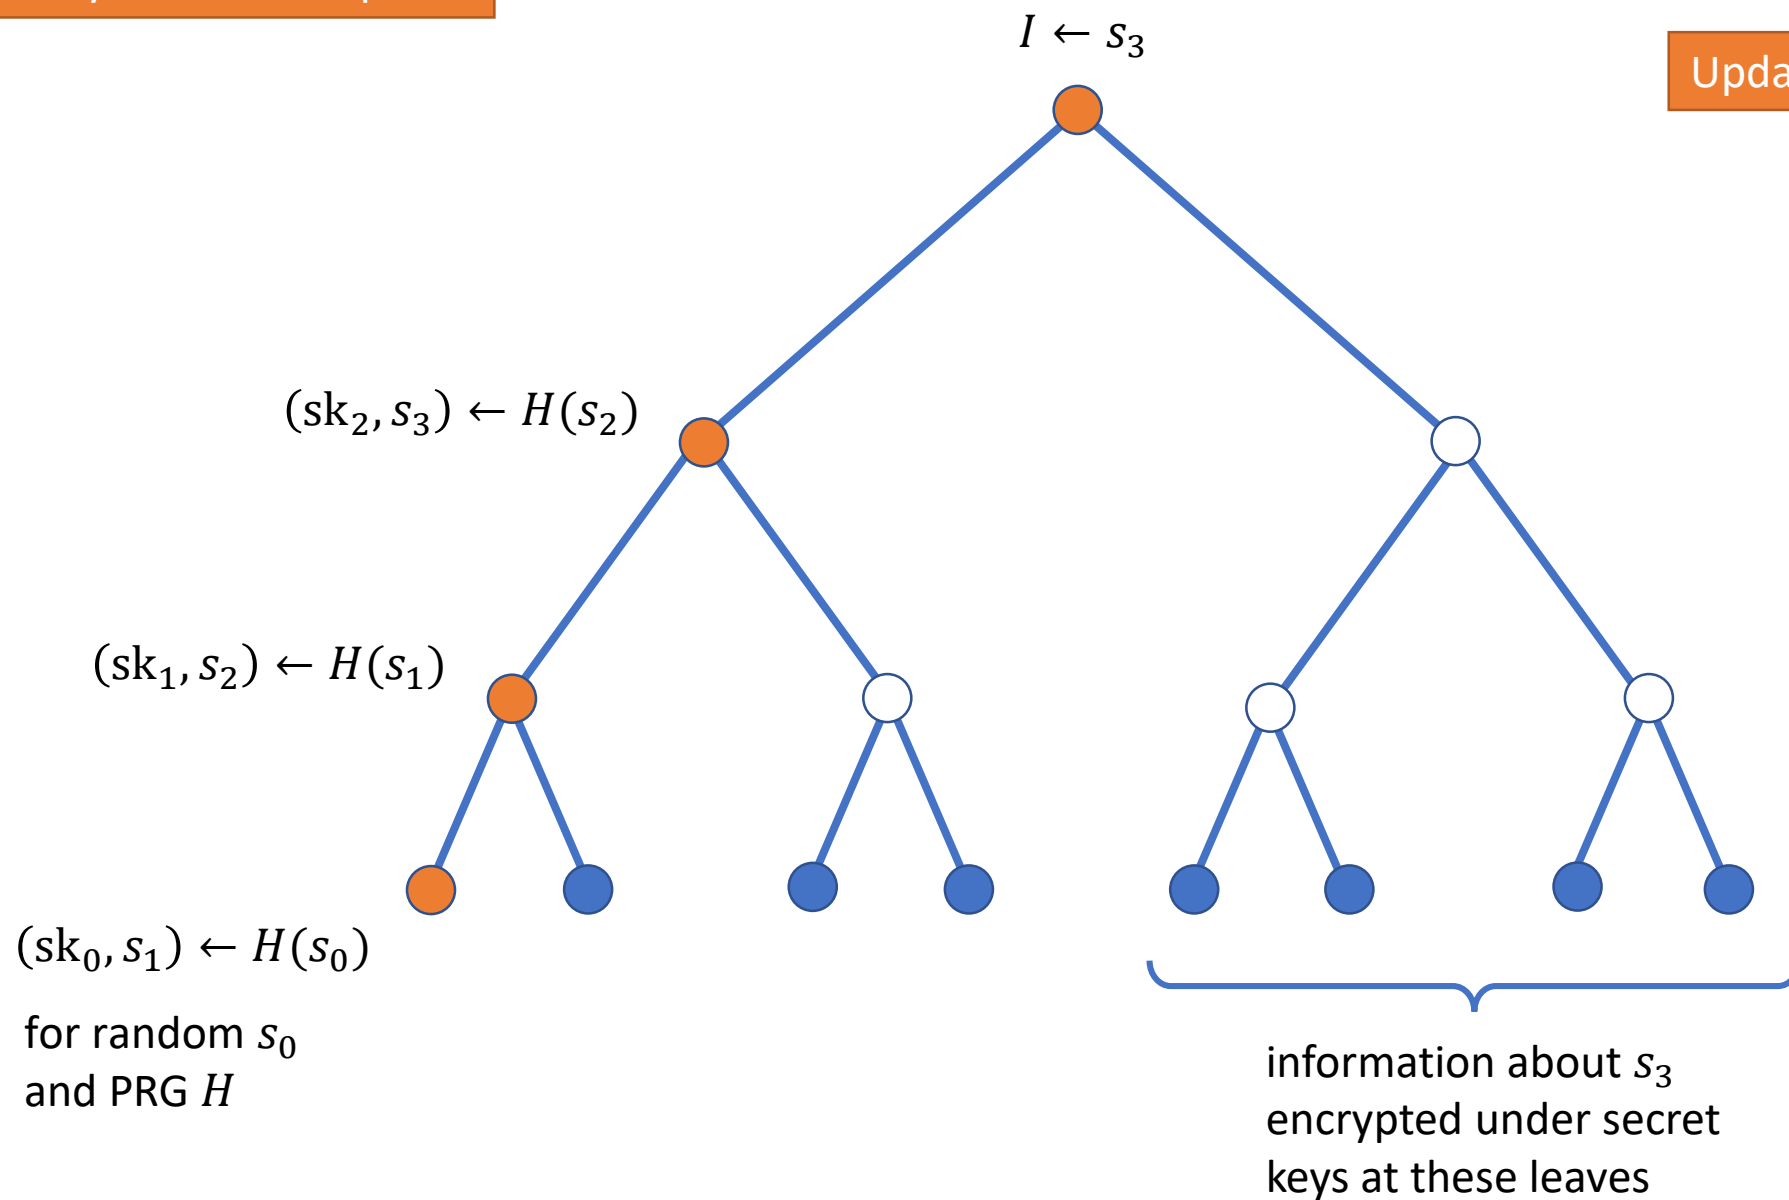 I ← s₃
Upda
(sk₂, s₃) ← H(s₂)
(sk₁, s₂) ← H(s₁)
(sk₀, s₁) ← H(s₀)
for random s₀
and PRG H
information about s₃
encrypted under secret
keys at these leaves